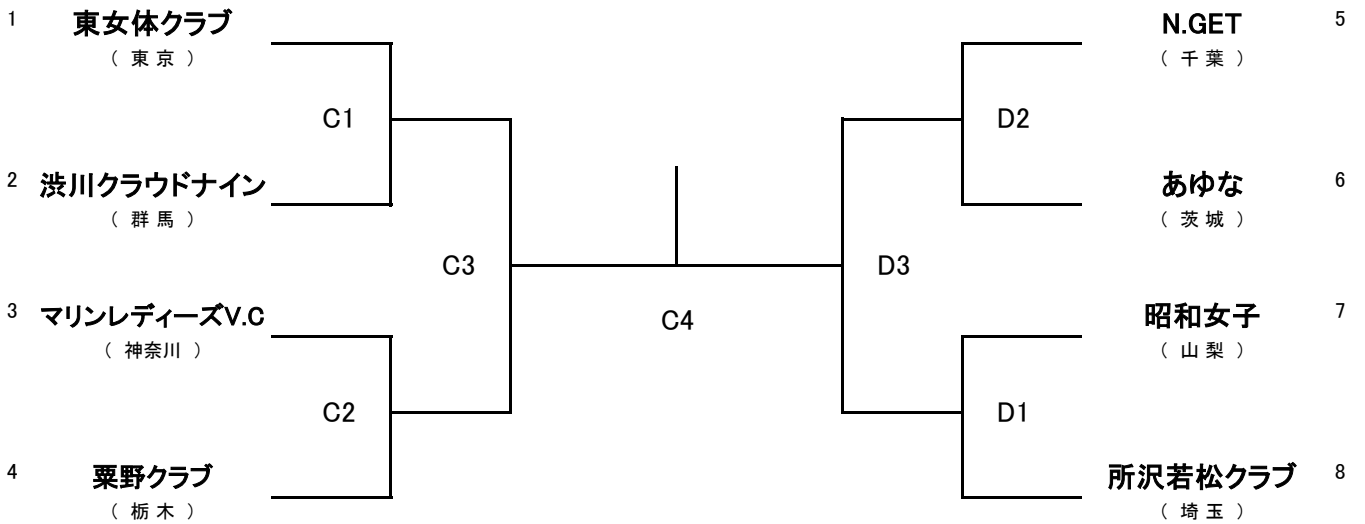 1 東女体クラブ
（ 東 京 ）
C1
2 渋川クラウドナイン
（ 群 馬 ）
C3
3 マリンレディーズV.C
（ 神奈川 ）
C2
4 粟野クラブ
（ 栃 木 ）
C4
N.GET 5
（ 千 葉 ）
D2
あゆな 6
（ 茨 城 ）
D3
昭和女子 7
（ 山 梨 ）
D1
所沢若松クラブ 8
（ 埼 玉 ）